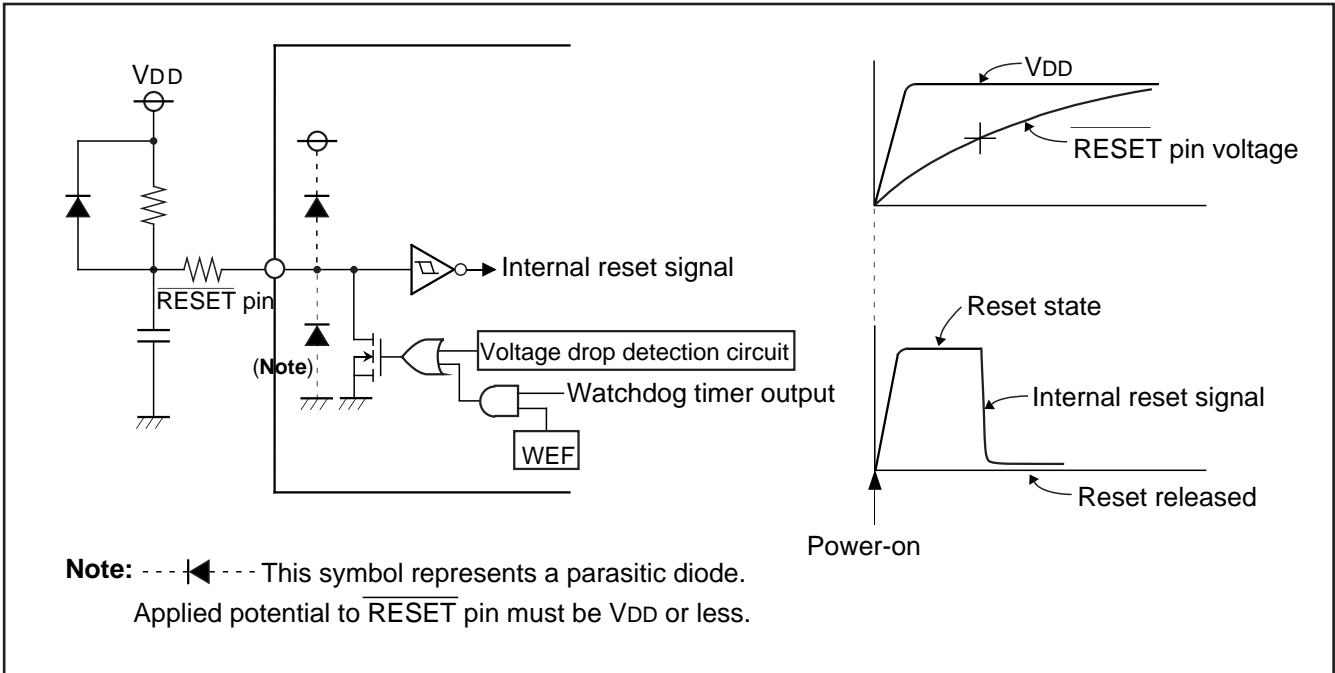 VDD
RESET pin
(Note)
Internal reset signal
Voltage drop detection circuit
Watchdog timer output
WEF
VDD
RESET pin voltage
Reset state
Internal reset signal
Reset released
Power-on
Note: This symbol represents a parasitic diode.
Applied potential to RESET pin must be VDD or less.